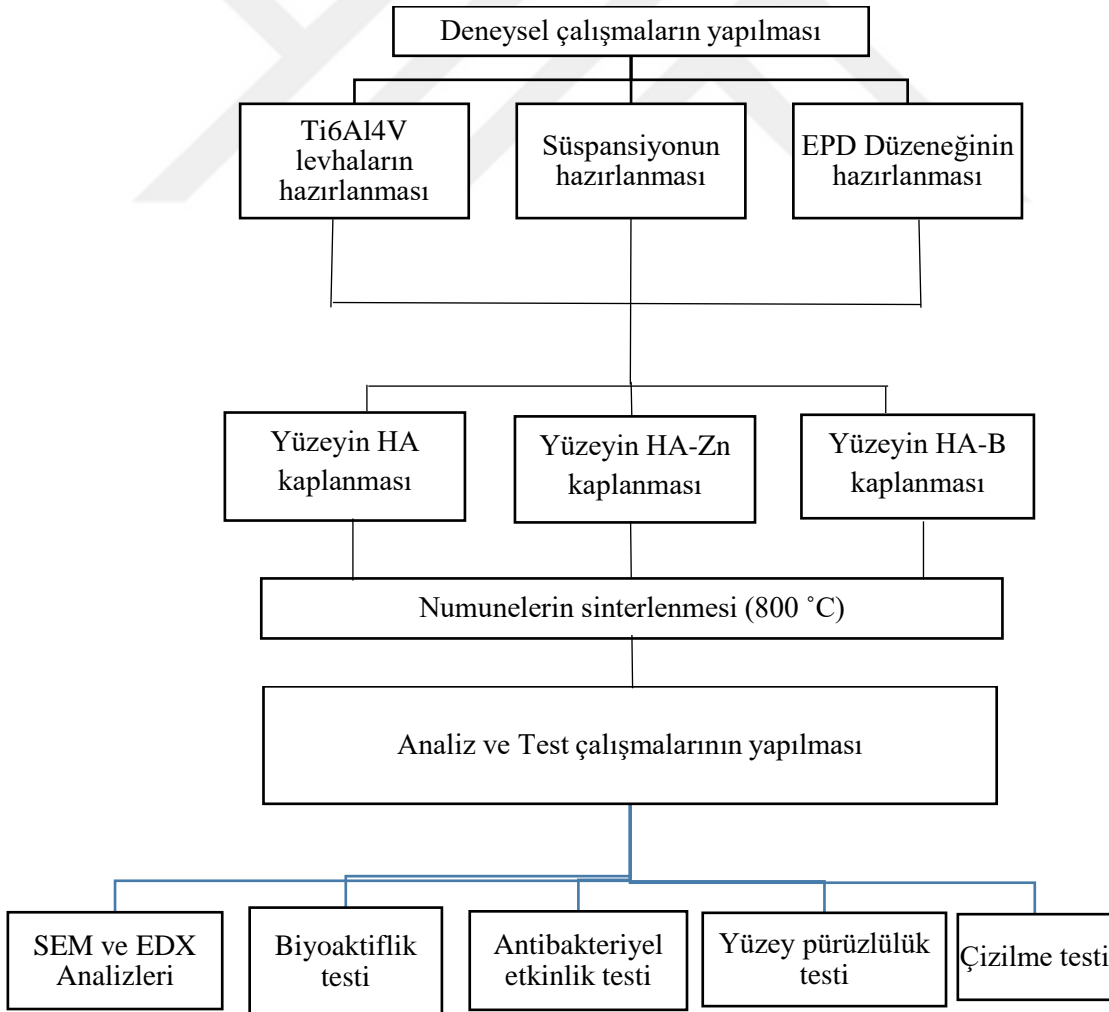 Deneysel çalışmaların yapılması
Ti6Al4V
levhaların
hazırlanması
Süspansiyonun
hazırlanması
EPD Düzeneğinin
hazırlanması
Yüzeyin HA
kaplanması
Yüzeyin HA-Zn
kaplanması
Yüzeyin HA-B
kaplanması
Numunelerin sinterlenmesi (800 ˚C)
Analiz ve Test çalışmalarının yapılması
SEM ve EDX
Analizleri
Biyoaktiflik
testi
Antibakteriyel
etkinlik testi
Yüzey pürüzlülük
testi
Çizilme testi